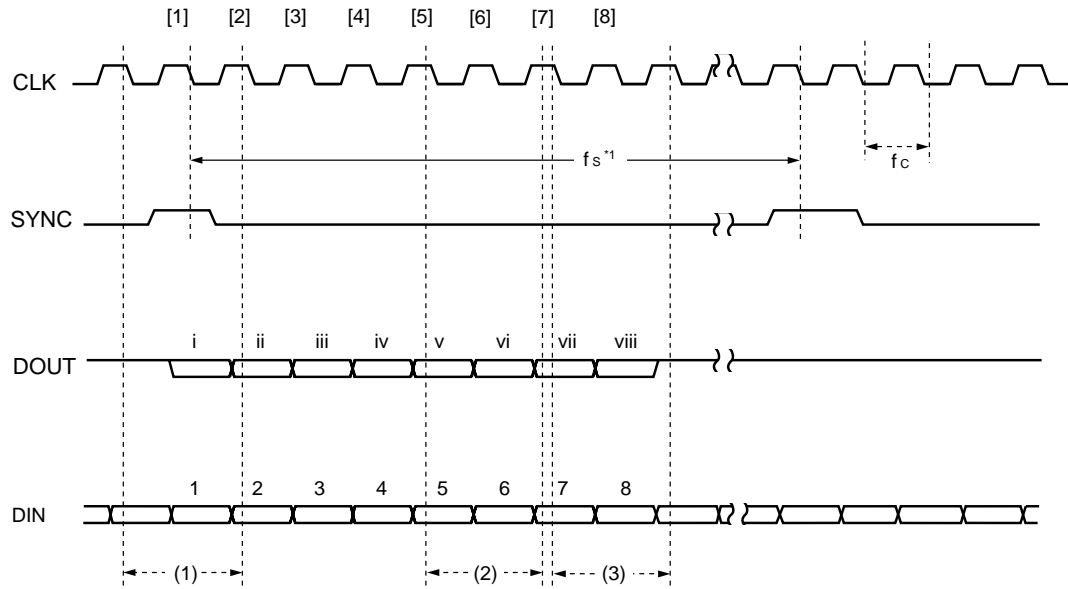 [1] [2] [3] [4] [5] [6] [7] [8]
CLK
fS*1 fC
SYNC
i ii iii iv v vi vii viii
DOUT
1 2 3 4 5 6 7 8
DIN
(1) (2) (3)